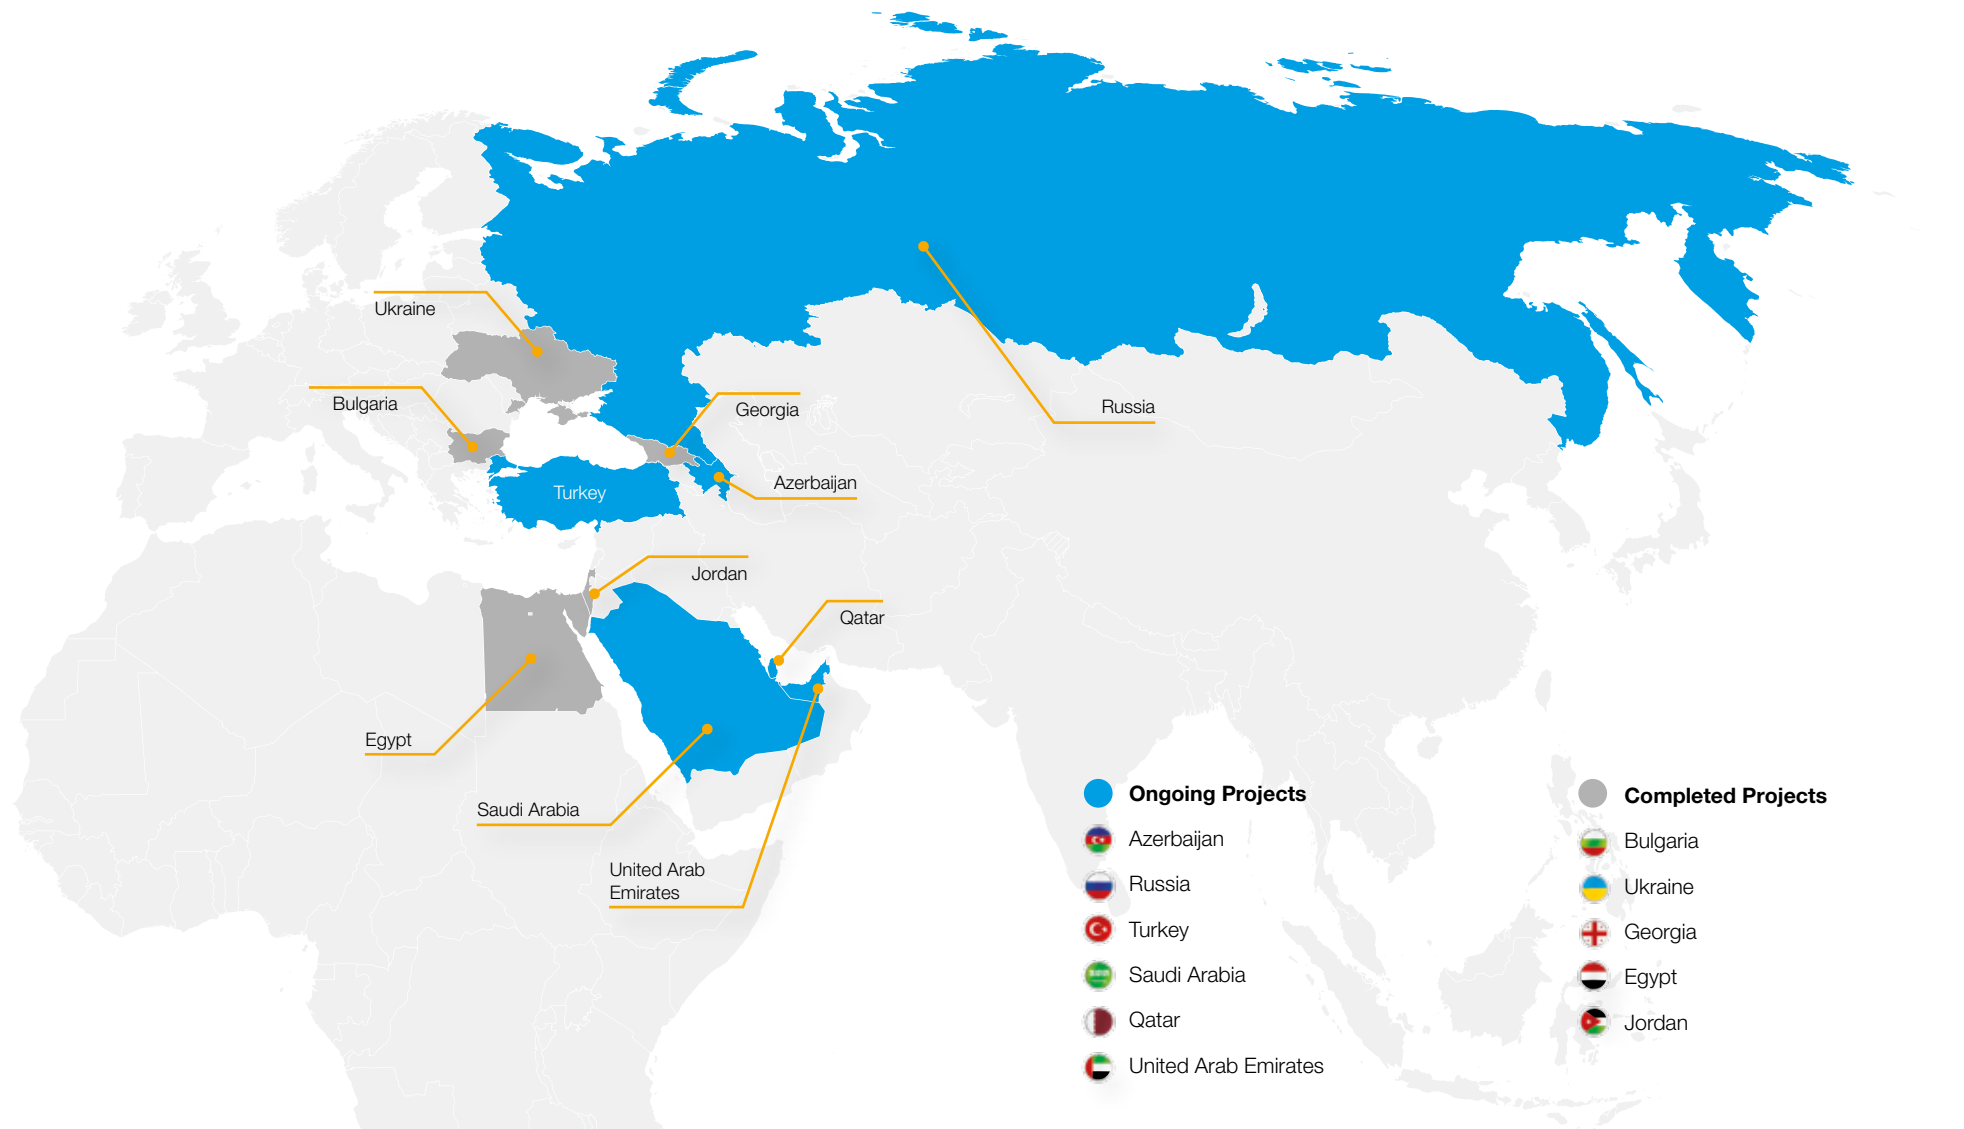 Ukraine
Bulgaria
Georgia
Russia
Azerbaijan
Turkey
Jordan
Qatar
Egypt
Saudi Arabia
United Arab
Emirates
Ongoing Projects
Azerbaijan
Russia
Turkey
Saudi Arabia
Qatar
United Arab Emirates
Completed Projects
Bulgaria
Ukraine
Georgia
Egypt
Jordan